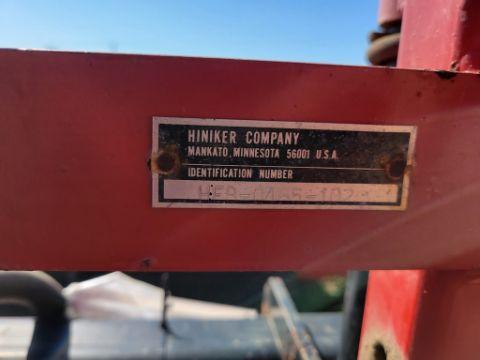 HINIKER COMPANY
MANKATO, MINNESOTA 56001 U.S.A.
IDENTIFICATION NUMBER